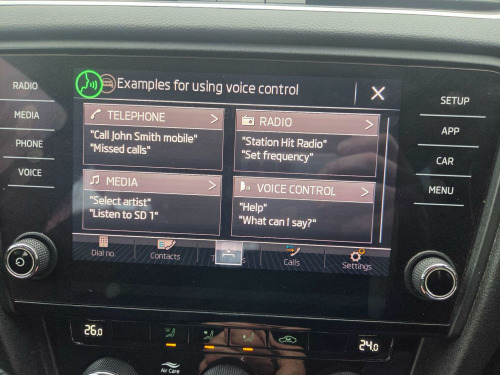 Examples for using voice control
RADIO
MEDIA
PHONE
VOICE
TELEPHONE >
"Call John Smith mobile"
"Missed calls"
RADIO >
"Station Hit Radio"
"Set frequency"
MEDIA >
"Select artist"
"Listen to SD 1"
VOICE CONTROL >
"Help"
"What can I say?"
SETUP
APP
CAR
MENU
Dial no.
Contacts
Calls
Settings
26.0
Air Care
24.0